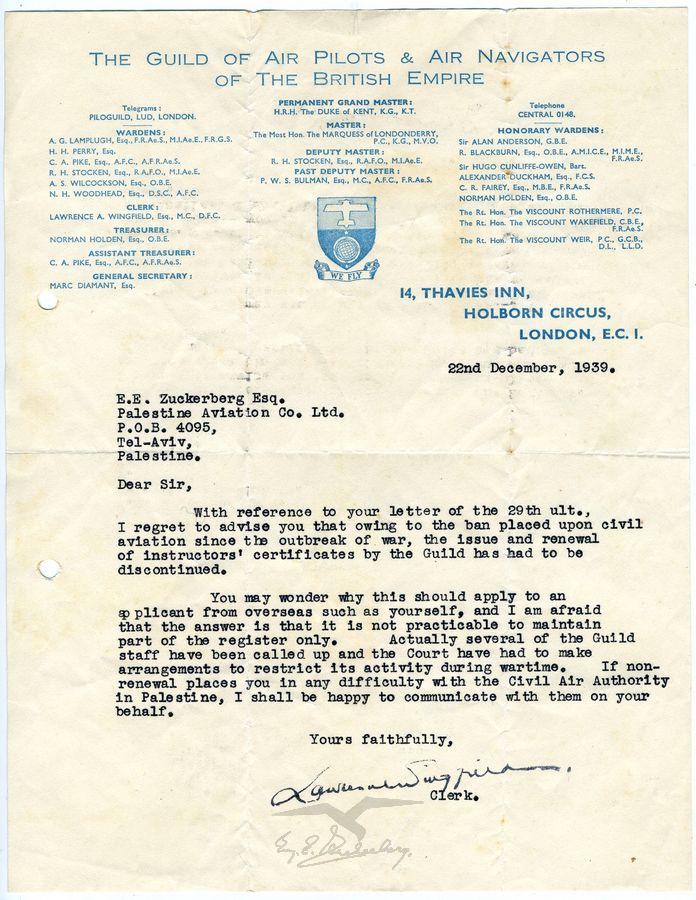 THE GUILD OF AIR PILOTS & AIR NAVIGATORS
OF THE BRITISH EMPIRE
Telegrams:
PILOGUILD, LUD, LONDON.
WARDENS:
A. G. LAMPLUGH, Esq., F.R.Ae.S., M.I.Ae.E., F.R.G.S.
H. H. PERRY, Esq.
C. A. PIKE, Esq., A.F.C., A.F.R.Ae.S.
R. H. STOCKEN, Esq., R.A.F.O., M.I.Ae.E.
A. S. WILCOCKSON, Esq., O.B.E.
N. H. WOODHEAD, Esq., D.S.C., A.F.C.
CLERK:
LAWRENCE A. WINGFIELD, Esq., M.C., D.F.C.
TREASURER:
NORMAN HOLDEN, Esq., O.B.E.
ASSISTANT TREASURER:
C. A. PIKE, Esq., A.F.C., A.F.R.Ae.S.
GENERAL SECRETARY:
MARC DIAMANT, Esq.
PERMANENT GRAND MASTER:
H.R.H. THE DUKE of KENT, K.G., K.T.
MASTER:
The Most Hon. The MARQUESS of LONDONDERRY,
P.C., K.G., M.V.O.
DEPUTY MASTER:
R. H. STOCKEN, Esq., R.A.F.O., M.I.Ae.E.
PAST DEPUTY MASTER:
P. W. S. BULMAN, Esq., M.C., A.F.C., F.R.Ae.S.
WE FLY
Telephone
CENTRAL 0148.
HONORARY WARDENS:
Sir ALAN ANDERSON, G.B.E.
R. BLACKBURN, Esq., O.B.E., A.M.I.C.E., M.I.M.E.,
F.R.Ae.S.
Sir HUGO CUNLIFFE-OWEN, Bart.
ALEXANDER DUCKHAM, Esq., F.C.S.
C. R. FAIREY, Esq., M.B.E., F.R.Ae.S.
NORMAN HOLDEN, Esq., O.B.E.
The Rt. Hon. The VISCOUNT ROTHERMERE, P.C.
The Rt. Hon. The VISCOUNT WAKEFIELD, C.B.E.,
F.R.Ae.S.
The Rt. Hon. The VISCOUNT WEIR, P.C., G.C.B.,
D.L., LL.D.
14, THAVIES INN,
HOLBORN CIRCUS,
LONDON, E.C. 1.
22nd December, 1939.
E.E. Zuckerberg Esq.
Palestine Aviation Co. Ltd.
P.O.B. 4095,
Tel-Aviv,
Palestine.
Dear Sir,
With reference to your letter of the 29th ult.,
I regret to advise you that owing to the ban placed upon civil
aviation since the outbreak of war, the issue and renewal
of instructors' certificates by the Guild has had to be
discontinued.
You may wonder why this should apply to an
applicant from overseas such as yourself, and I am afraid
that the answer is that it is not practicable to maintain
part of the register only. Actually several of the Guild
staff have been called up and the Court have had to make
arrangements to restrict its activity during wartime. If non-
renewal places you in any difficulty with the Civil Air Authority
in Palestine, I shall be happy to communicate with them on your
behalf.
Yours faithfully,
Lawrence Wingfield
Clerk.